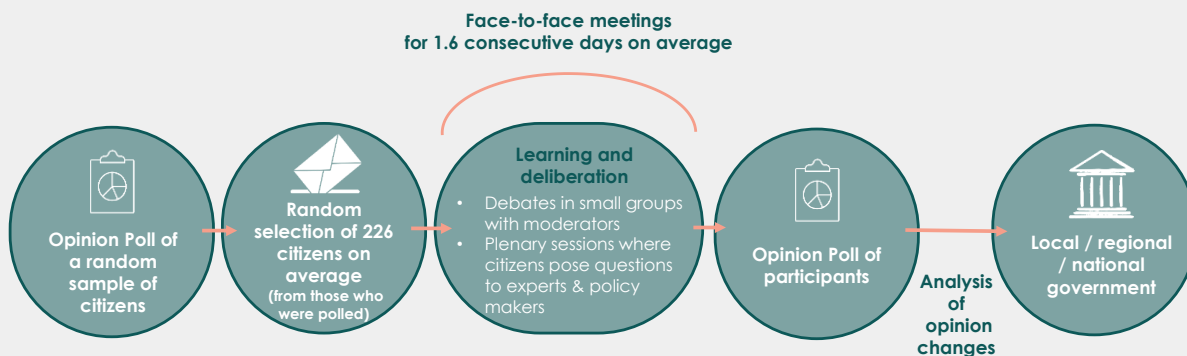 Face-to-face meetings
for 1.6 consecutive days on average
Opinion Poll of
a random
sample of
citizens
Random
selection of 226
citizens on
average
(from those who
were polled)
Learning and
deliberation
• Debates in small groups
with moderators
• Plenary sessions where
citizens pose questions
to experts & policy
makers
Opinion Poll of
participants
Analysis
of
opinion
changes
Local / regional
/ national
government